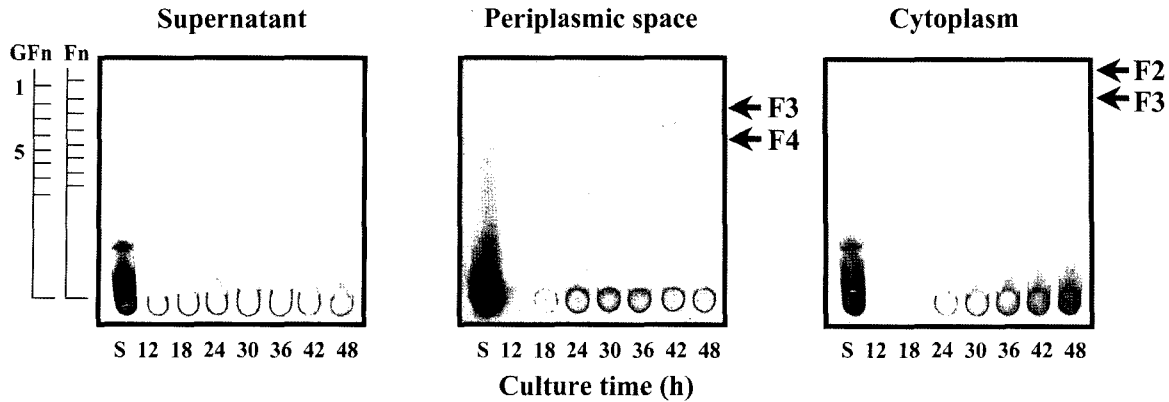 Supernatant
Periplasmic space
Cytoplasm
GFn Fn
1
5
F3
F4
F2
F3
S 12 18 24 30 36 42 48
S 12 18 24 30 36 42 48
S 12 18 24 30 36 42 48
Culture time (h)